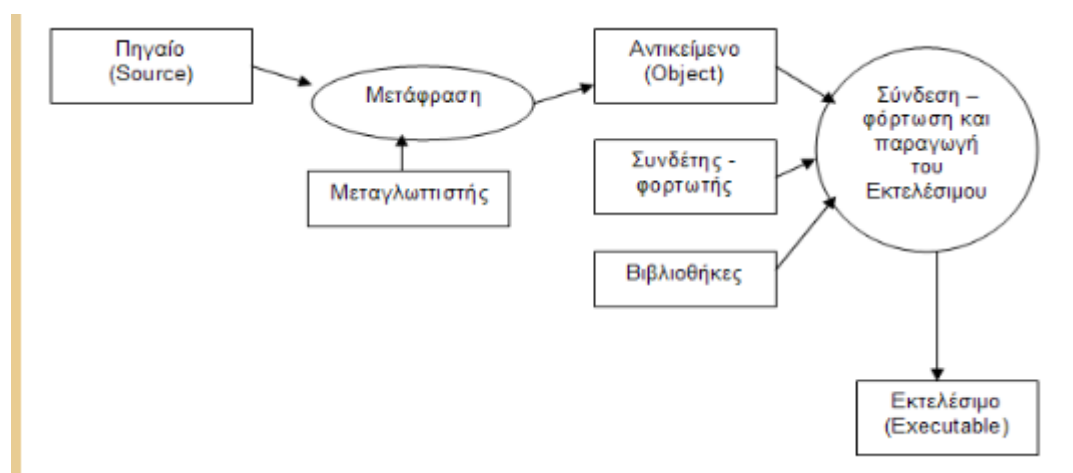 Πηγαίο
(Source)
Μετάφραση
Μεταγλωττιστής
Αντικείμενο
(Object)
Συνδέτης -
φορτωτής
Βιβλιοθήκες
Σύνδεση –
φόρτωση και
παραγωγή
του
Εκτελέσιμου
Εκτελέσιμο
(Executable)